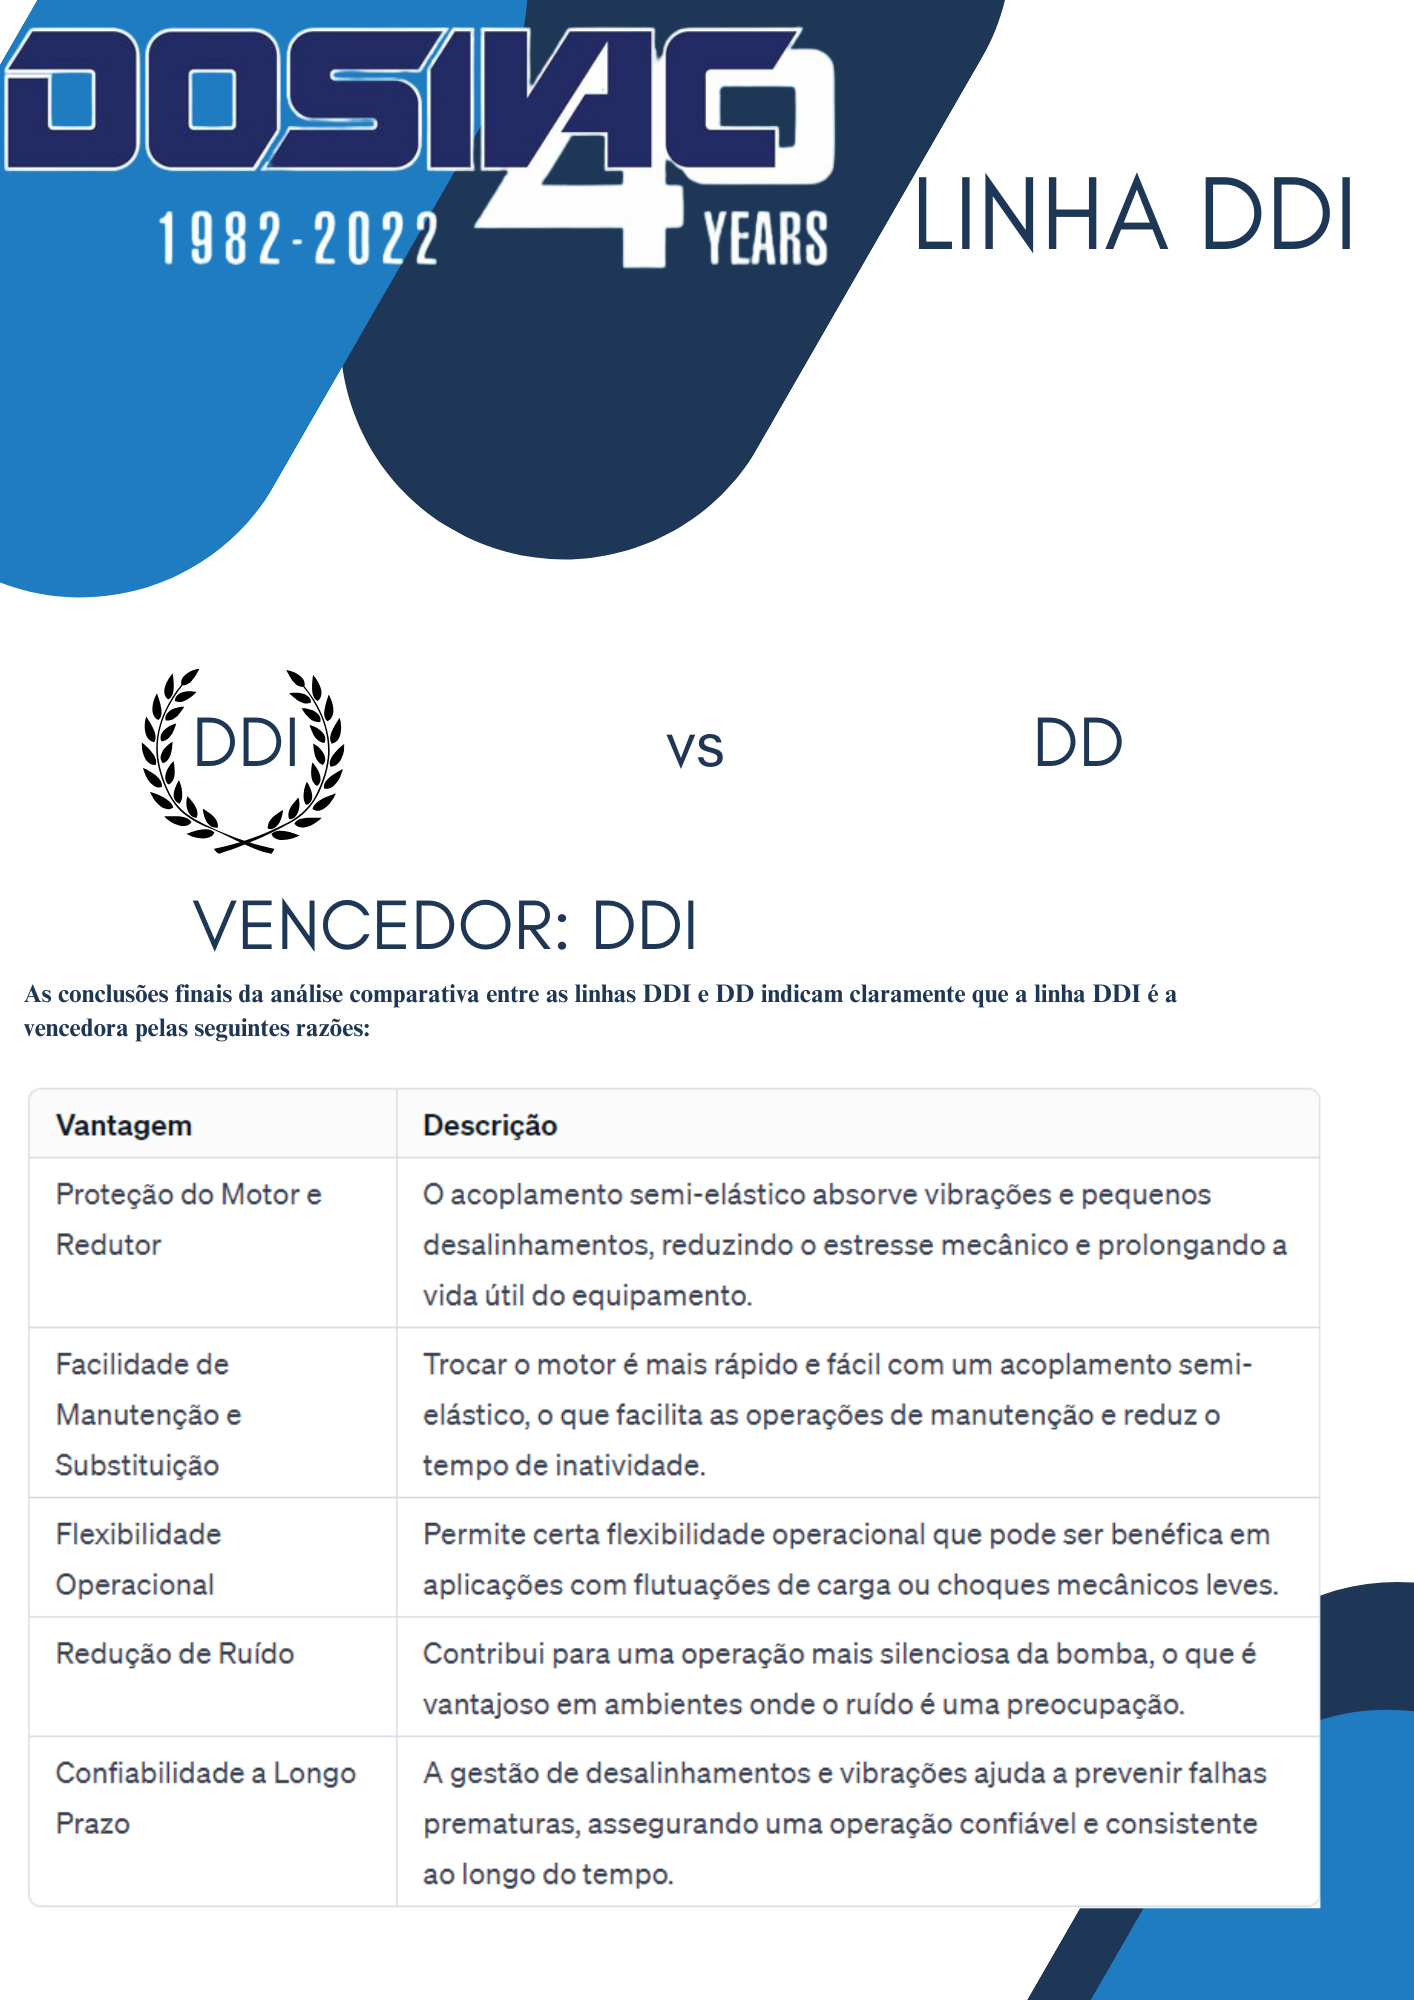 DOSIVAC
40
1982-2022
YEARS
LINHA DDI
DDI
vs
DD
VENCEDOR: DDI
As conclusões finais da análise comparativa entre as linhas DDI e DD indicam claramente que a linha DDI é a
vencedora pelas seguintes razões:
Vantagem
Descrição
Proteção do Motor e
Redutor
O acoplamento semi-elástico absorve vibrações e pequenos
desalinhamentos, reduzindo o estresse mecânico e prolongando a
vida útil do equipamento.
Facilidade de
Manutenção e
Substituição
Trocar o motor é mais rápido e fácil com um acoplamento semi-
elástico, o que facilita as operações de manutenção e reduz o
tempo de inatividade.
Flexibilidade
Operacional
Permite certa flexibilidade operacional que pode ser benéfica em
aplicações com flutuações de carga ou choques mecânicos leves.
Redução de Ruído
Contribui para uma operação mais silenciosa da bomba, o que é
vantajoso em ambientes onde o ruído é uma preocupação.
Confiabilidade a Longo
Prazo
A gestão de desalinhamentos e vibrações ajuda a prevenir falhas
prematuras, assegurando uma operação confiável e consistente
ao longo do tempo.